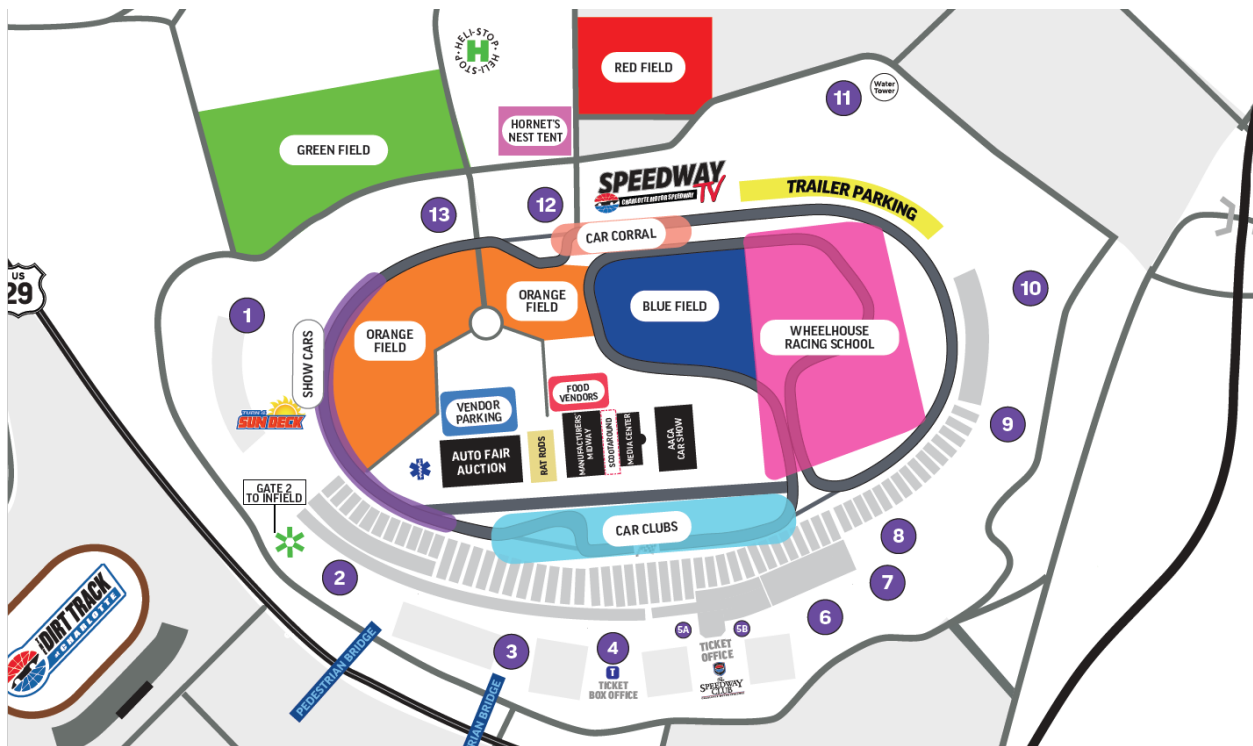 HELI-STOP
H
HELI-STOP
RED FIELD
11
Water
Tower
HORNET'S
NEST TENT
GREEN FIELD
SPEEDWAY
TV
CHARLOTTE MOTOR SPEEDWAY
TRAILER PARKING
13
12
CAR CORRAL
US
29
1
SHOW CARS
ORANGE
FIELD
ORANGE
FIELD
BLUE FIELD
WHEELHOUSE
RACING SCHOOL
10
SUN DECK
VENDOR
PARKING
FOOD
VENDORS
AUTO FAIR
AUCTION
RAT RODS
MANUFACTURERS'
MIDWAY
SCOOTAROUND
MEDIA CENTER
AACA
CAR SHOW
9
GATE 2
TO INFIELD
CAR CLUBS
8
2
7
6
THE
DIRT TRACK
AT CHARLOTTE
PEDESTRIAN BRIDGE
3
4
5A
5B
T
TICKET
BOX OFFICE
TICKET
OFFICE
The
SPEEDWAY
CLUB
RIAN BRIDGE